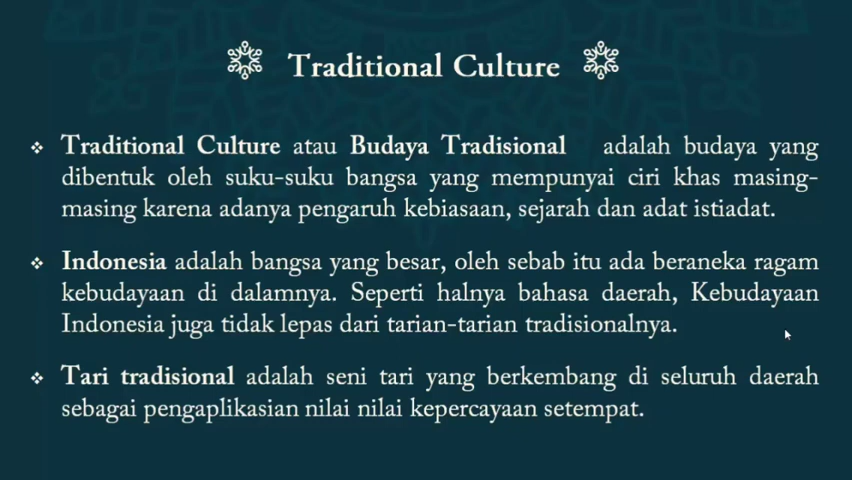 Traditional Culture
Traditional Culture atau Budaya Tradisional adalah budaya yang
dibentuk oleh suku-suku bangsa yang mempunyai ciri khas masing-
masing karena adanya pengaruh kebiasaan, sejarah dan adat istiadat.
Indonesia adalah bangsa yang besar, oleh sebab itu ada beraneka ragam
kebudayaan di dalamnya. Seperti halnya bahasa daerah, Kebudayaan
Indonesia juga tidak lepas dari tarian-tarian tradisionalnya.
Tari tradisional adalah seni tari yang berkembang di seluruh daerah
sebagai pengaplikasian nilai nilai kepercayaan setempat.